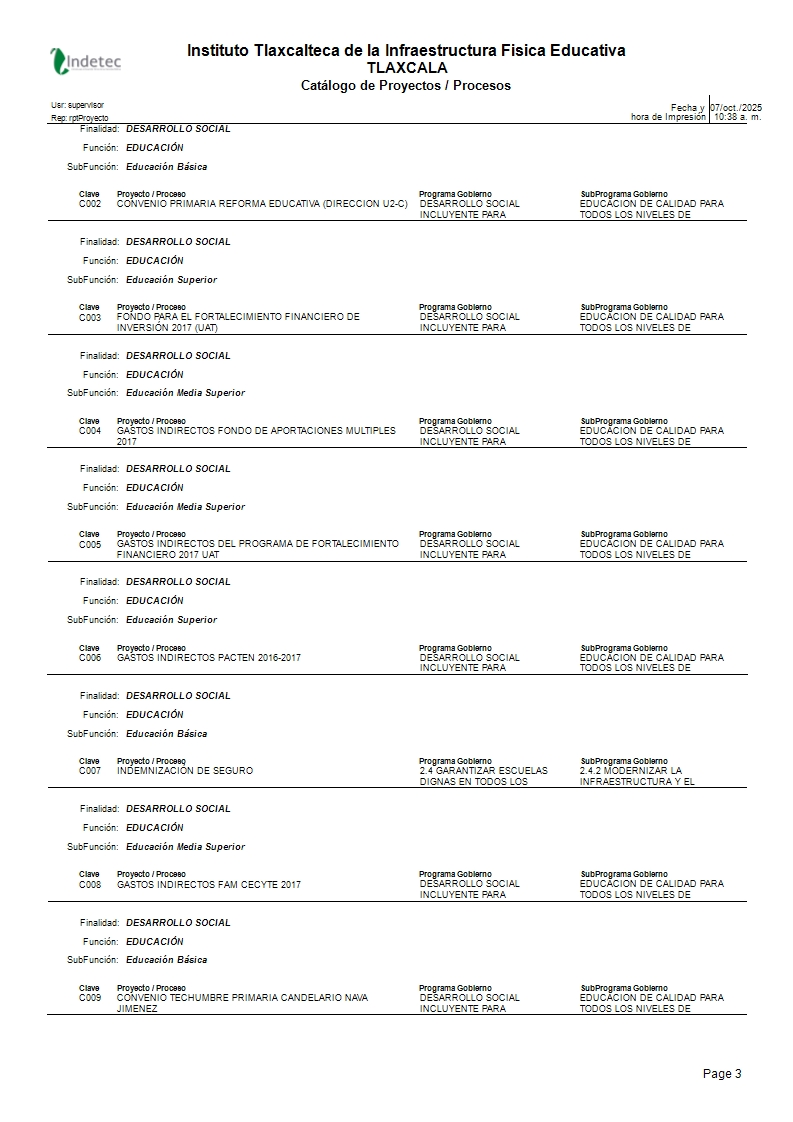 Indetec
Instituto Tlaxcalteca de la Infraestructura Fisica Educativa
TLAXCALA
Catálogo de Proyectos / Procesos
Usr: supervisor
Rep: rptProyecto
Fecha y 07/oct./2025
hora de Impresión 10:38 a. m.
Finalidad: DESARROLLO SOCIAL
Función: EDUCACIÓN
SubFunción: Educación Básica
Clave Proyecto / Proceso Programa Gobierno SubPrograma Gobierno
C002 CONVENIO PRIMARIA REFORMA EDUCATIVA (DIRECCION U2-C) DESARROLLO SOCIAL EDUCACION DE CALIDAD PARA
INCLUYENTE PARA TODOS LOS NIVELES DE
Finalidad: DESARROLLO SOCIAL
Función: EDUCACIÓN
SubFunción: Educación Superior
Clave Proyecto / Proceso Programa Gobierno SubPrograma Gobierno
C003 FONDO PARA EL FORTALECIMIENTO FINANCIERO DE DESARROLLO SOCIAL EDUCACION DE CALIDAD PARA
INVERSIÓN 2017 (UAT) INCLUYENTE PARA TODOS LOS NIVELES DE
Finalidad: DESARROLLO SOCIAL
Función: EDUCACIÓN
SubFunción: Educación Media Superior
Clave Proyecto / Proceso Programa Gobierno SubPrograma Gobierno
C004 GASTOS INDIRECTOS FONDO DE APORTACIONES MULTIPLES DESARROLLO SOCIAL EDUCACION DE CALIDAD PARA
2017 INCLUYENTE PARA TODOS LOS NIVELES DE
Finalidad: DESARROLLO SOCIAL
Función: EDUCACIÓN
SubFunción: Educación Media Superior
Clave Proyecto / Proceso Programa Gobierno SubPrograma Gobierno
C005 GASTOS INDIRECTOS DEL PROGRAMA DE FORTALECIMIENTO DESARROLLO SOCIAL EDUCACION DE CALIDAD PARA
FINANCIERO 2017 UAT INCLUYENTE PARA TODOS LOS NIVELES DE
Finalidad: DESARROLLO SOCIAL
Función: EDUCACIÓN
SubFunción: Educación Superior
Clave Proyecto / Proceso Programa Gobierno SubPrograma Gobierno
C006 GASTOS INDIRECTOS PACTEN 2016-2017 DESARROLLO SOCIAL EDUCACION DE CALIDAD PARA
INCLUYENTE PARA TODOS LOS NIVELES DE
Finalidad: DESARROLLO SOCIAL
Función: EDUCACIÓN
SubFunción: Educación Básica
Clave Proyecto / Proceso Programa Gobierno SubPrograma Gobierno
C007 INDEMNIZACIÓN DE SEGURO 2.4 GARANTIZAR ESCUELAS 2.4.2 MODERNIZAR LA
DIGNAS EN TODOS LOS INFRAESTRUCTURA Y EL
Finalidad: DESARROLLO SOCIAL
Función: EDUCACIÓN
SubFunción: Educación Media Superior
Clave Proyecto / Proceso Programa Gobierno SubPrograma Gobierno
C008 GASTOS INDIRECTOS FAM CECYTE 2017 DESARROLLO SOCIAL EDUCACION DE CALIDAD PARA
INCLUYENTE PARA TODOS LOS NIVELES DE
Finalidad: DESARROLLO SOCIAL
Función: EDUCACIÓN
SubFunción: Educación Básica
Clave Proyecto / Proceso Programa Gobierno SubPrograma Gobierno
C009 CONVENIO TECHUMBRE PRIMARIA CANDELARIO NAVA DESARROLLO SOCIAL EDUCACION DE CALIDAD PARA
JIMENEZ INCLUYENTE PARA TODOS LOS NIVELES DE
Page 3